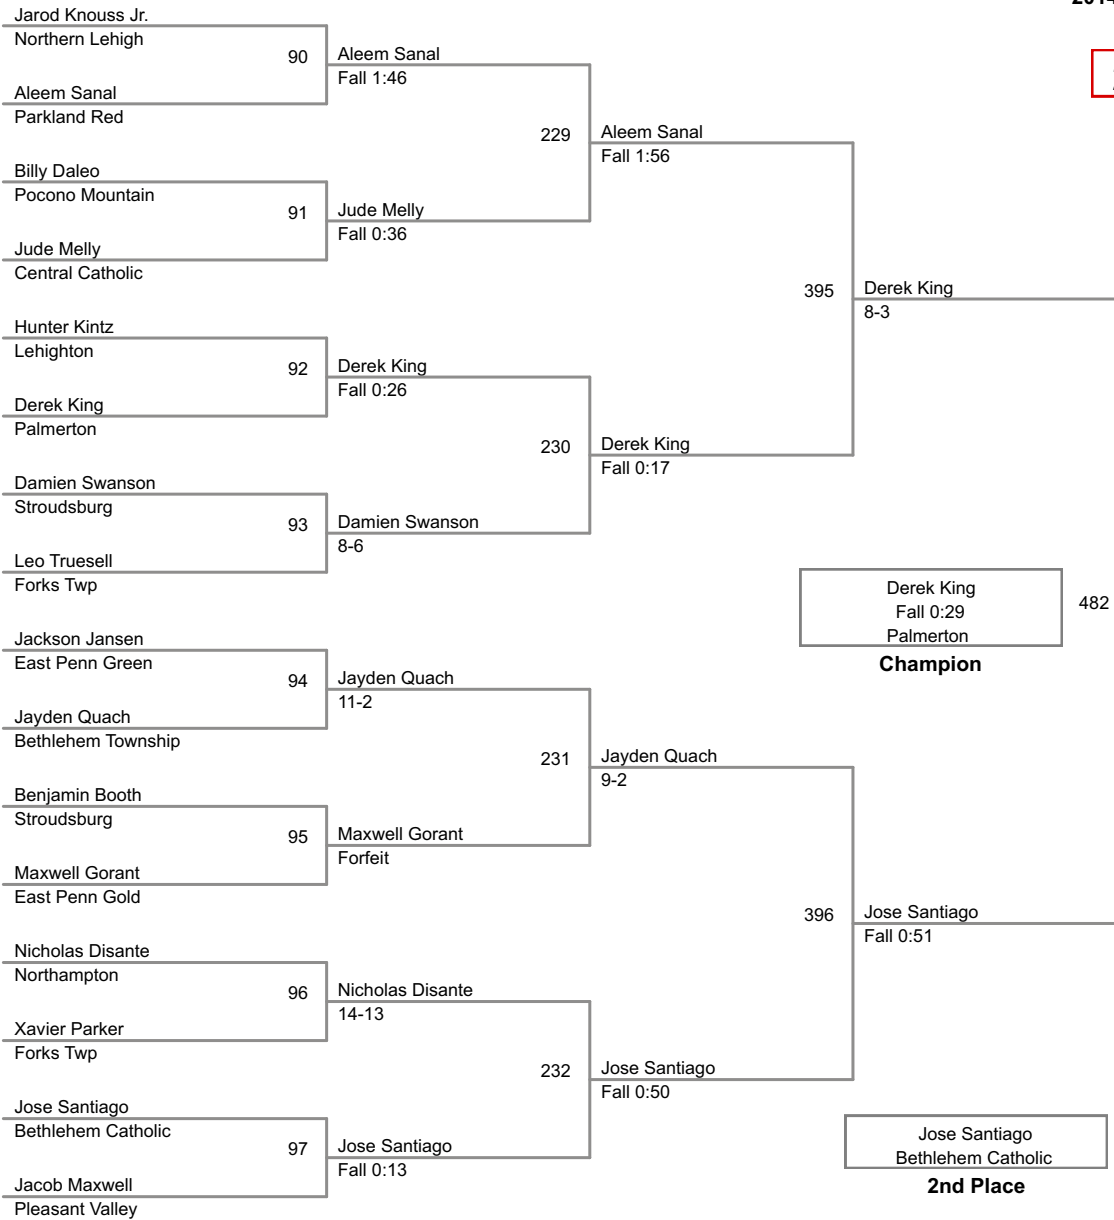 2014
Jarod Knouss Jr.
Northern Lehigh
90
Aleem Sanal
Fall 1:46
Aleem Sanal
Parkland Red
229
Aleem Sanal
Fall 1:56
Billy Daleo
Pocono Mountain
91
Jude Melly
Fall 0:36
Jude Melly
Central Catholic
395
Derek King
8-3
Hunter Kintz
Lehighton
92
Derek King
Fall 0:26
Derek King
Palmerton
230
Derek King
Fall 0:17
Damien Swanson
Stroudsburg
93
Damien Swanson
8-6
Leo Truesell
Forks Twp
Derek King
Fall 0:29
Palmerton
482
Champion
Jackson Jansen
East Penn Green
94
Jayden Quach
11-2
Jayden Quach
Bethlehem Township
231
Jayden Quach
9-2
Benjamin Booth
Stroudsburg
95
Maxwell Gorant
Forfeit
Maxwell Gorant
East Penn Gold
396
Jose Santiago
Fall 0:51
Nicholas Disante
Northampton
96
Nicholas Disante
14-13
Xavier Parker
Forks Twp
232
Jose Santiago
Fall 0:50
Jose Santiago
Bethlehem Catholic
97
Jose Santiago
Fall 0:13
Jacob Maxwell
Pleasant Valley
Jose Santiago
Bethlehem Catholic
2nd Place